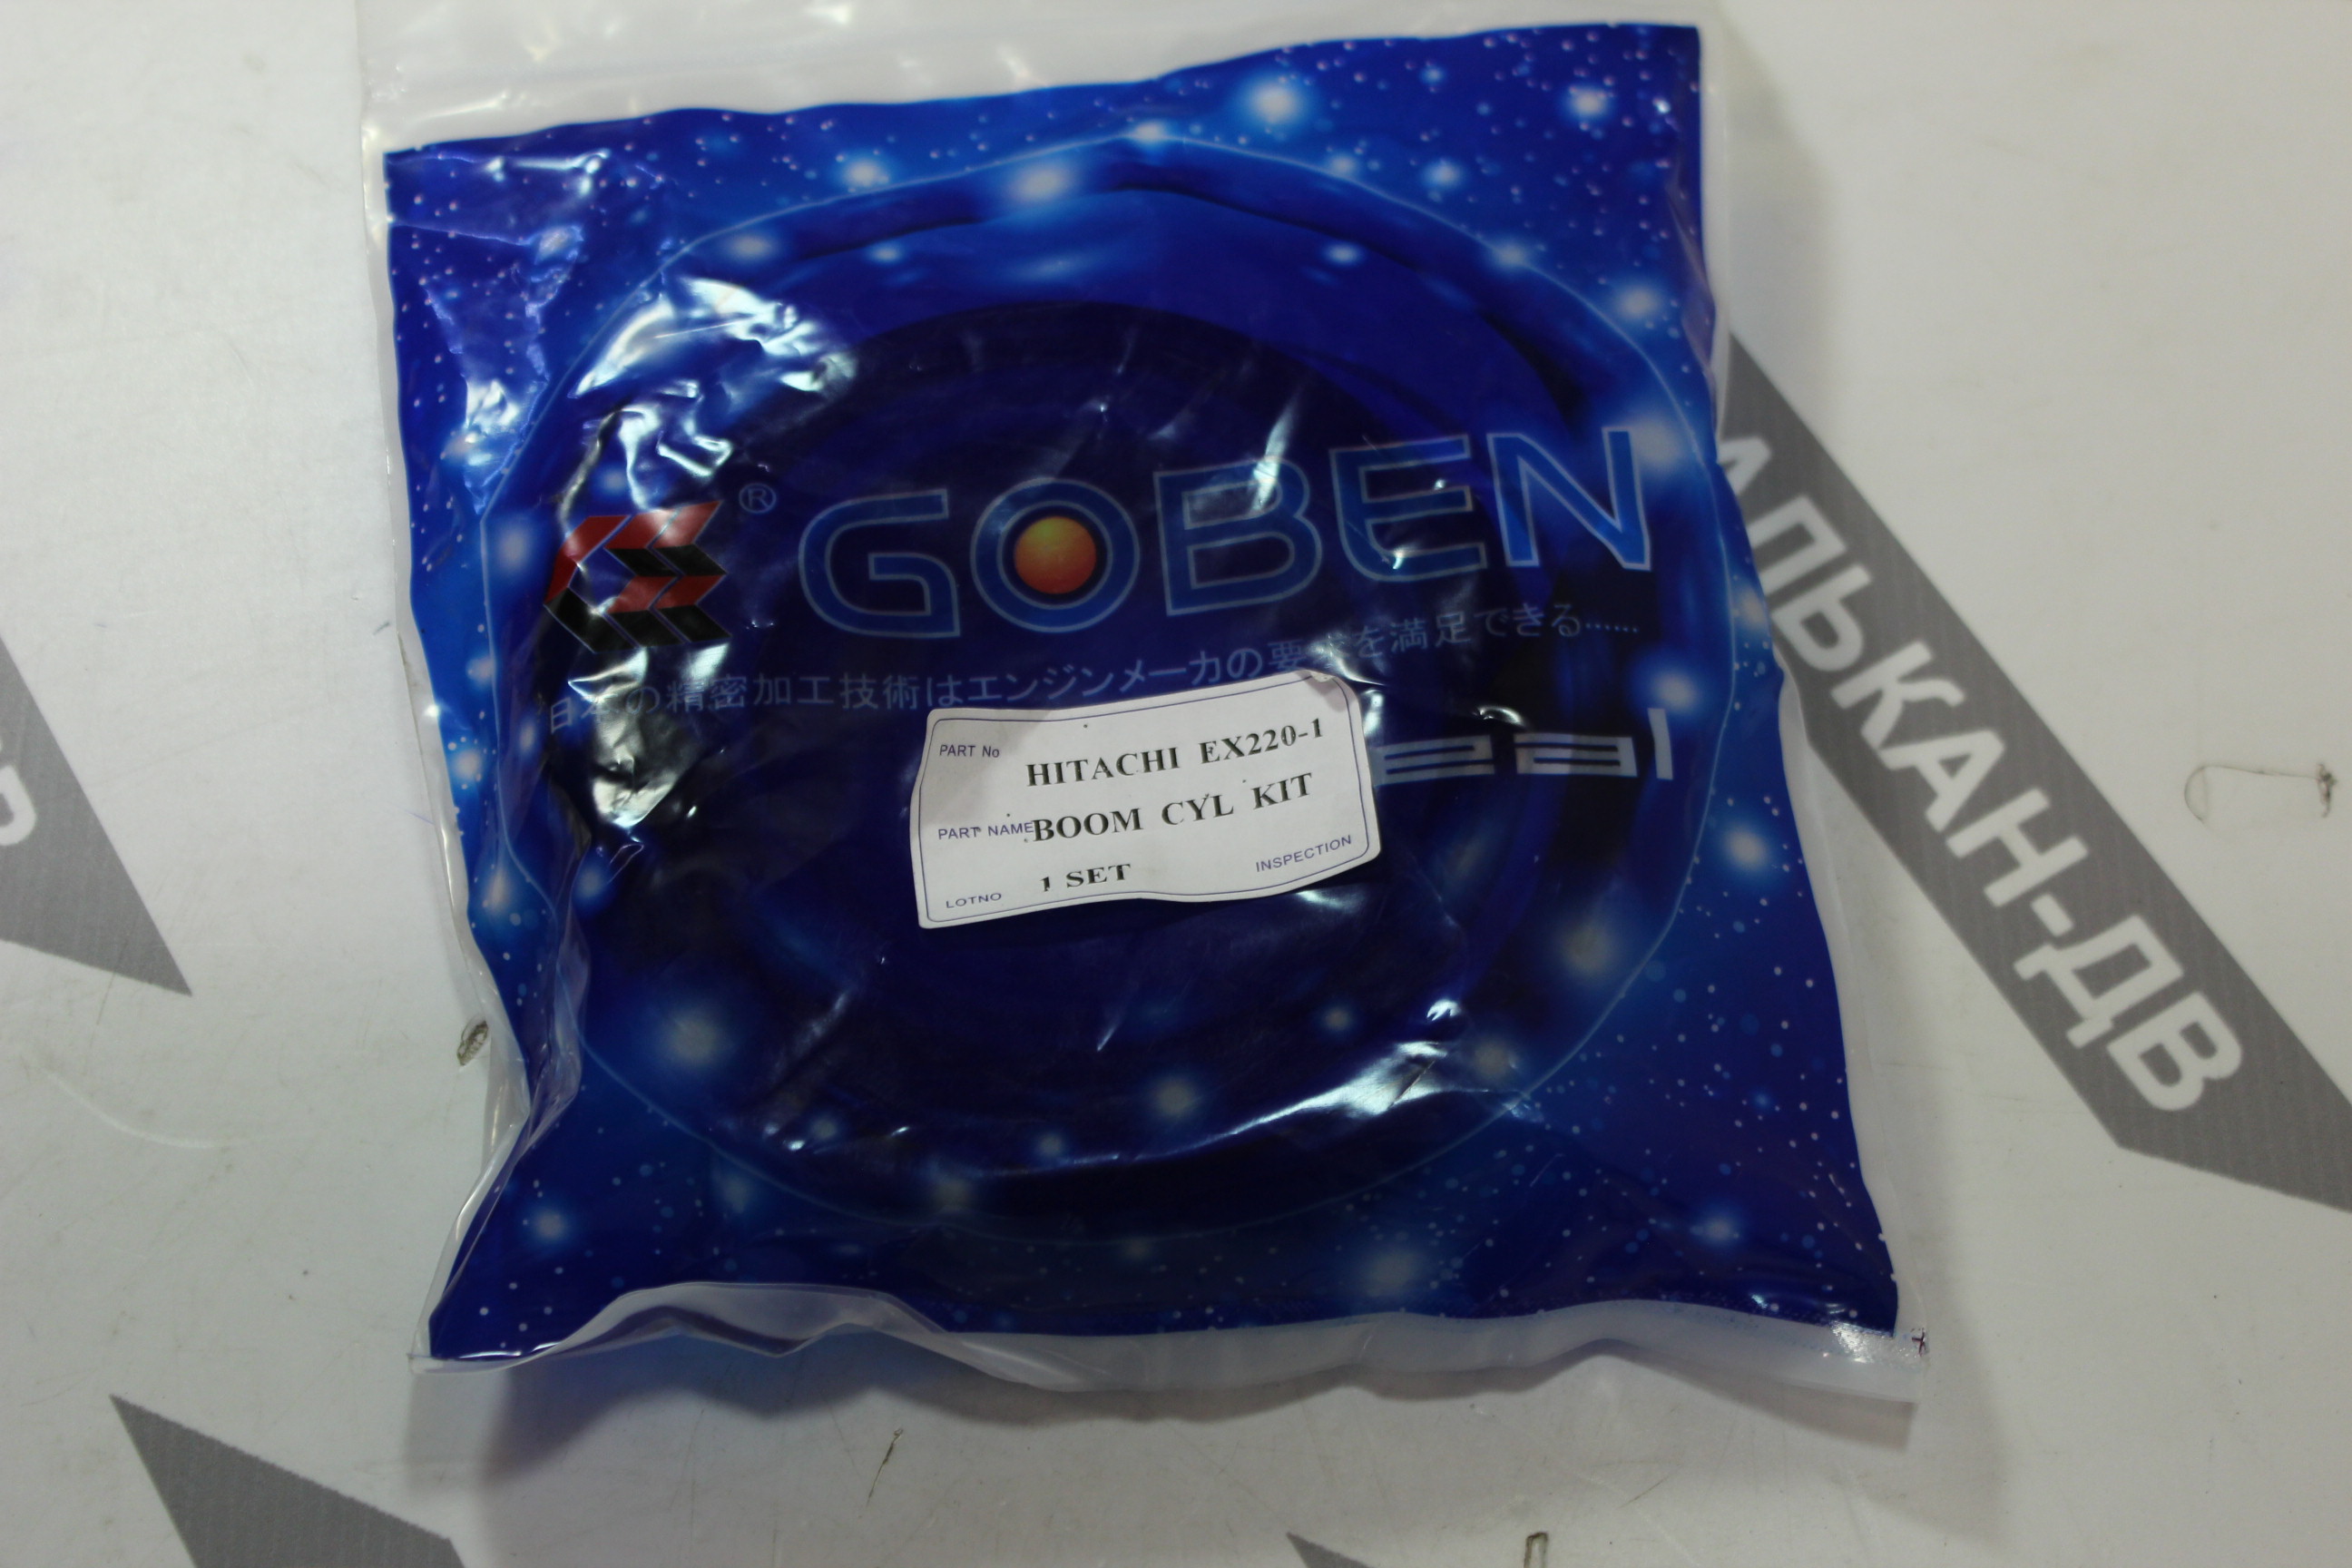 ® GOBEN
日本の精密加工技術はエンジンメーカの要求を満足できる……
PART No HITACHI EX220-1
PART NAME BOOM CYL KIT
LOTNO 1 SET INSPECTION
АЛЬКАН-ДВ